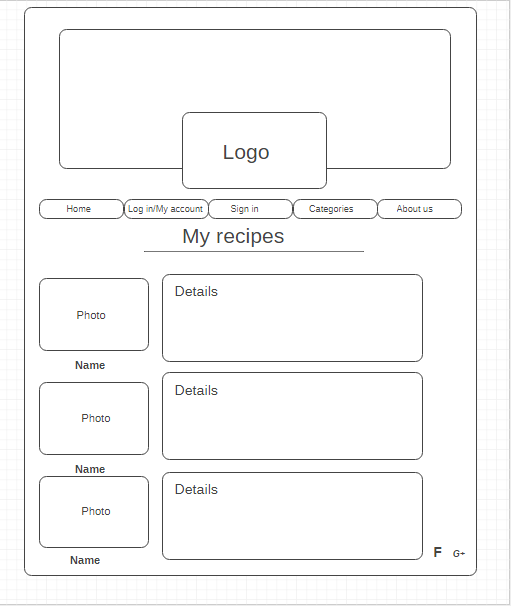 Logo
Home Log in/My account Sign in Categories About us
My recipes
Photo
Details
Name
Photo
Details
Name
Photo
Details
Name
F G+